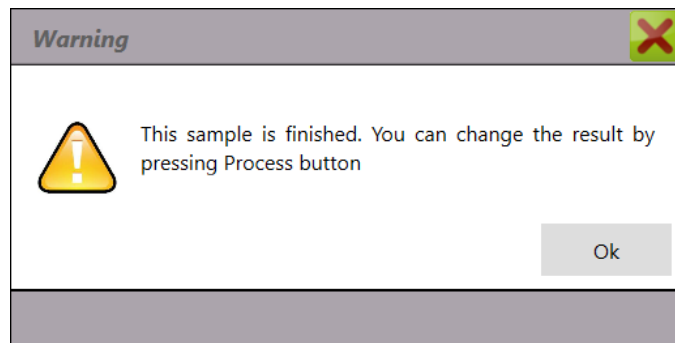 Warning
This sample is finished. You can change the result by
pressing Process button
Ok